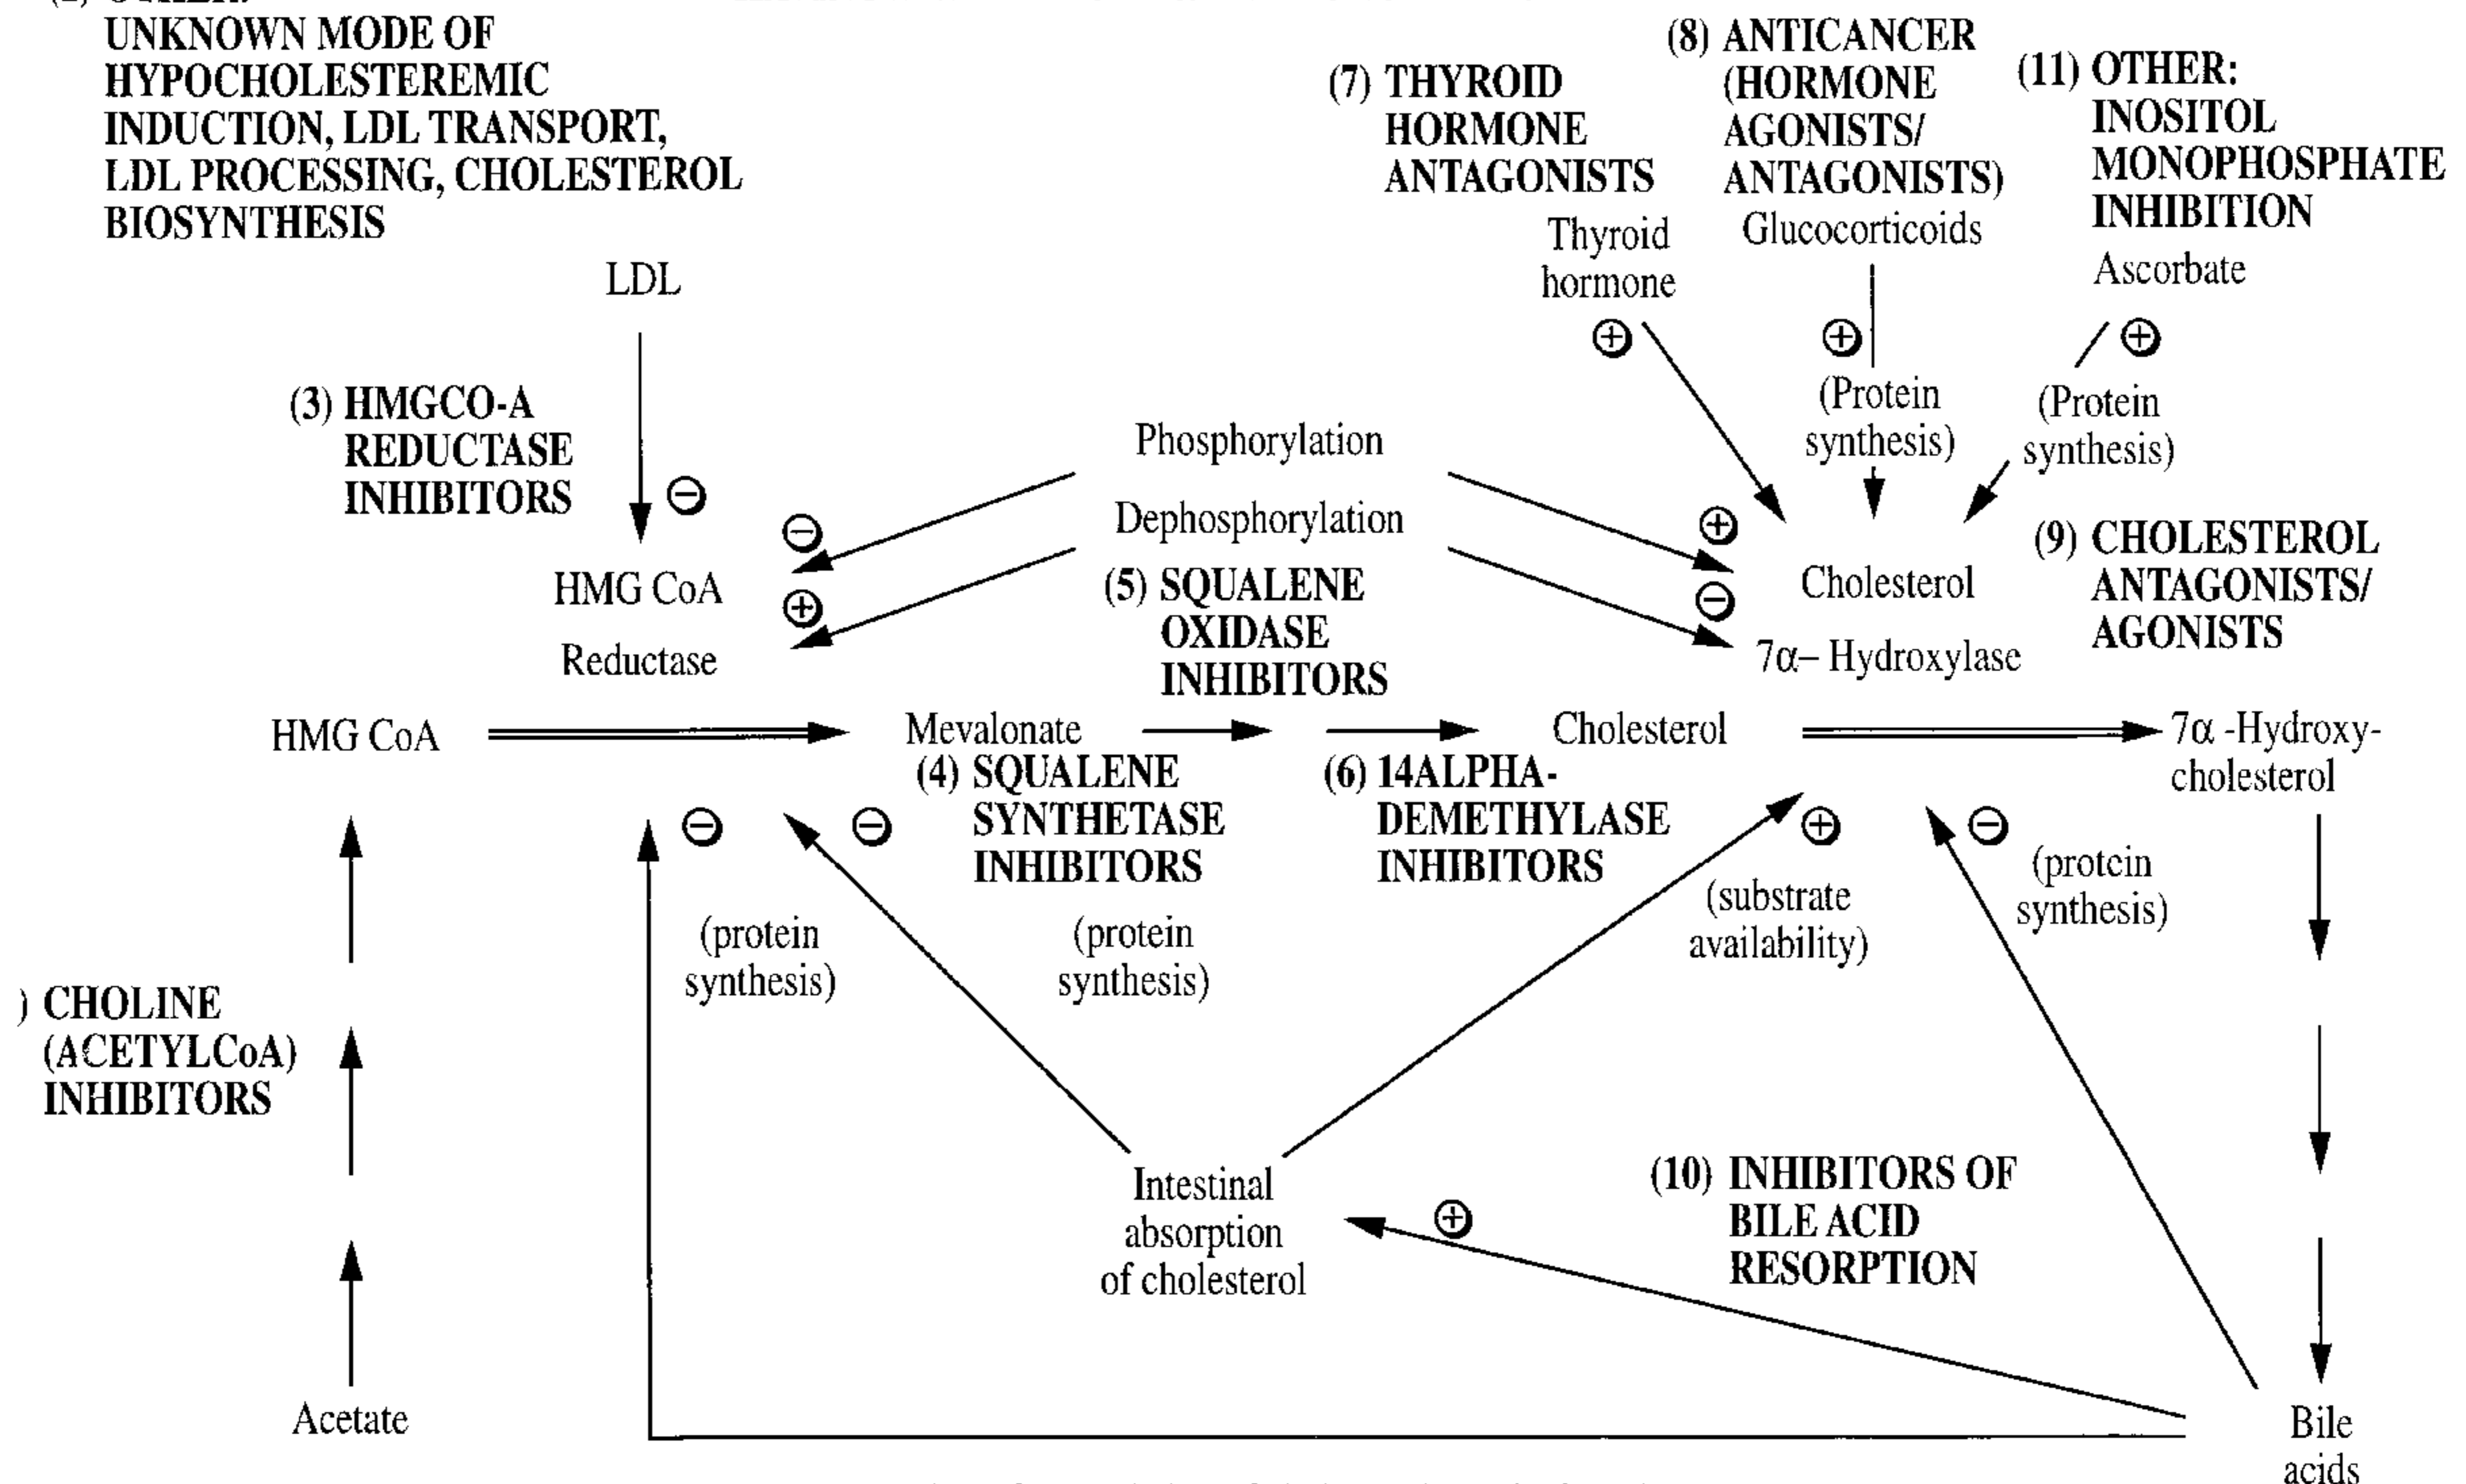 UNKNOWN MODE OF
HYPOCHOLESTEREMIC
INDUCTION, LDL TRANSPORT,
LDL PROCESSING, CHOLESTEROL
BIOSYNTHESIS
(7) THYROID
HORMONE
ANTAGONISTS
(8) ANTICANCER
(HORMONE
AGONISTS/
ANTAGONISTS)
(11) OTHER:
INOSITOL
MONOPHOSPHATE
INHIBITION
LDL
Thyroid
hormone
Glucocorticoids
Ascorbate
⊕
⊕
⊕
(Protein
synthesis)
(Protein
synthesis)
(3) HMGCO-A
REDUCTASE
INHIBITORS
⊖
Phosphorylation
Dephosphorylation
⊖
⊕
⊕
⊖
HMG CoA
Reductase
(5) SQUALENE
OXIDASE
INHIBITORS
Cholesterol
7α– Hydroxylase
(9) CHOLESTEROL
ANTAGONISTS/
AGONISTS
HMG CoA
Mevalonate
Cholesterol
7α -Hydroxy-
cholesterol
(4) SQUALENE
SYNTHETASE
INHIBITORS
(6) 14ALPHA-
DEMETHYLASE
INHIBITORS
⊖
⊖
⊕
⊖
(protein
synthesis)
(protein
synthesis)
(substrate
availability)
(protein
synthesis)
) CHOLINE
(ACETYLCoA)
INHIBITORS
Intestinal
absorption
of cholesterol
⊕
(10) INHIBITORS OF
BILE ACID
RESORPTION
Acetate
Bile
acids